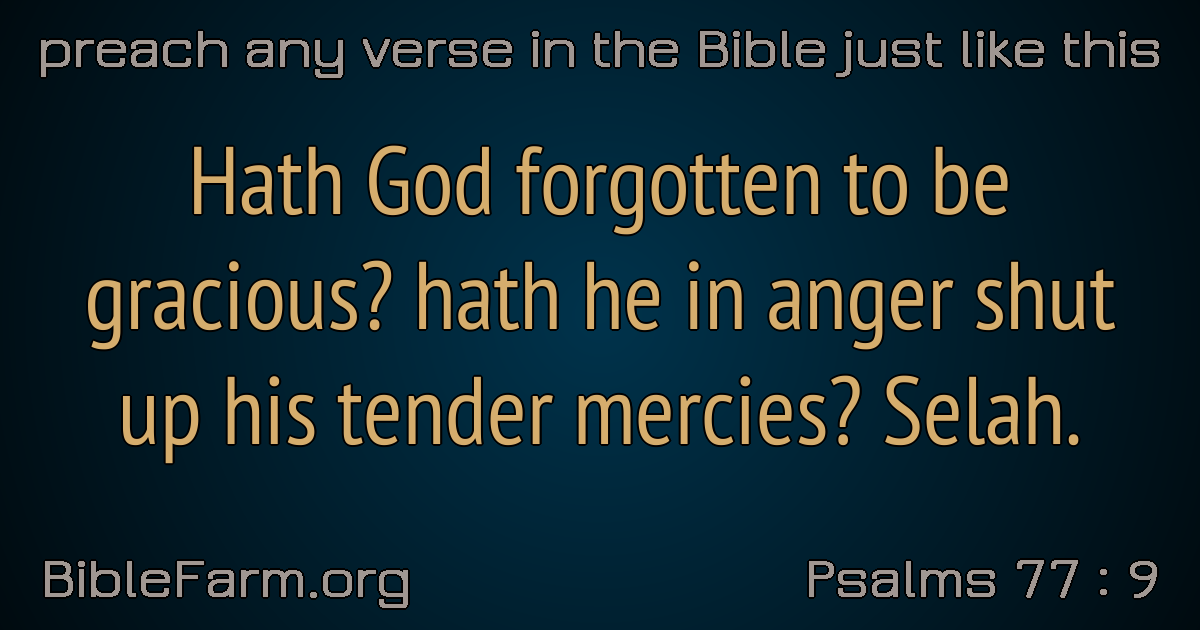 preach any verse in the Bible just like this
Hath God forgotten to be
gracious? hath he in anger shut
up his tender mercies? Selah.
BibleFarm.org
Psalms 77 : 9